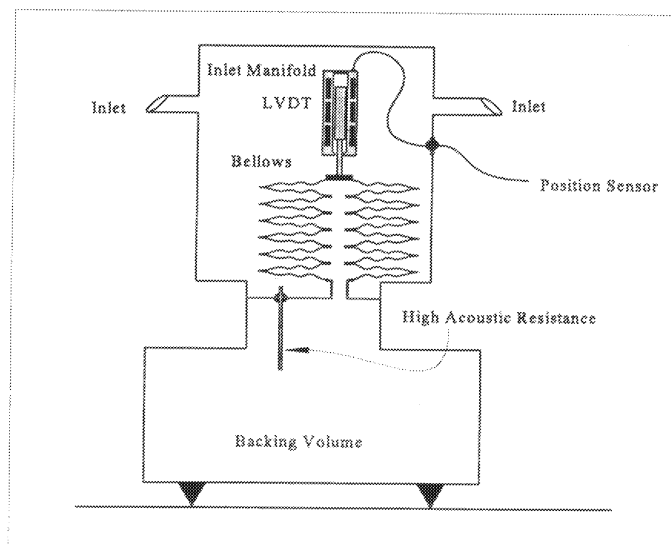 Inlet Manifold
Inlet
LVDT
Inlet
Bellows
Position Sensor
High Acoustic Resistance
Backing Volume